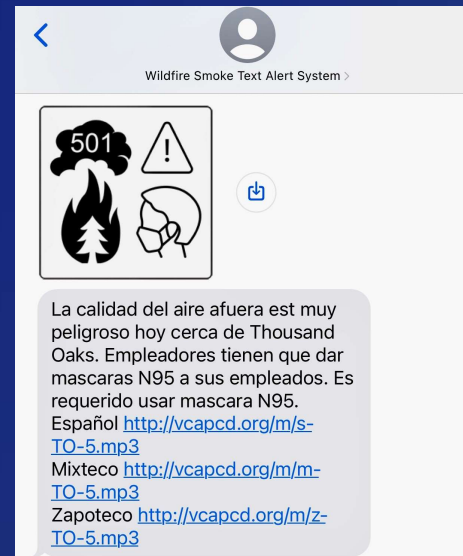 Wildfire Smoke Text Alert System >
501
!
La calidad del aire afuera est muy
peligroso hoy cerca de Thousand
Oaks. Empleadores tienen que dar
mascaras N95 a sus empleados. Es
requerido usar mascara N95.
Español http://vcapcd.org/m/s-
TO-5.mp3
Mixteco http://vcapcd.org/m/m-
TO-5.mp3
Zapoteco http://vcapcd.org/m/z-
TO-5.mp3